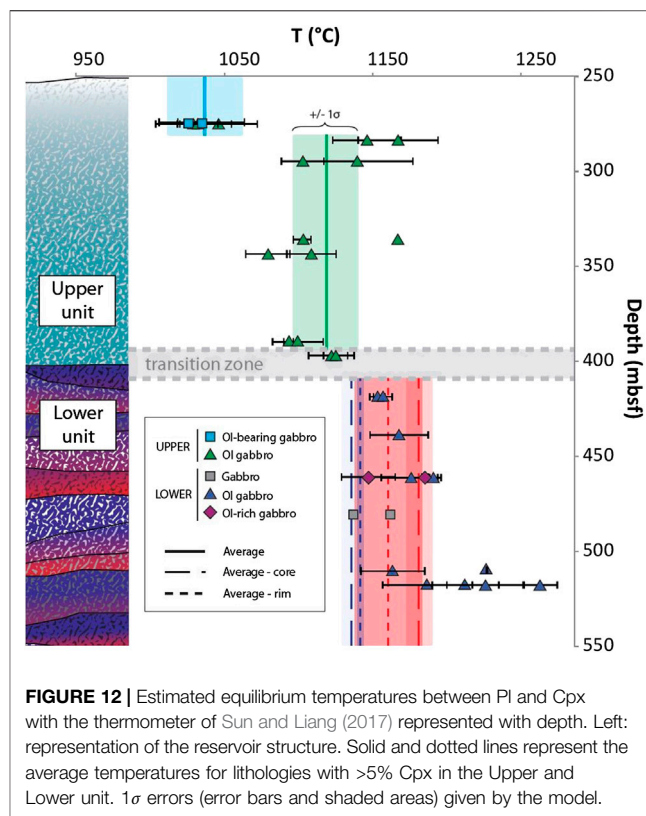 T (°C)
950 1050 1150 1250
250
+/- 1σ
300
350
Upper
unit
Depth (mbsf)
400
transition zone
Lower
unit
450
500
550
Ol-bearing gabbro
UPPER
Ol gabbro
Gabbro
LOWER
Ol gabbro
Ol-rich gabbro
Average
Average - core
Average - rim
FIGURE 12 | Estimated equilibrium temperatures between Pl and Cpx
with the thermometer of Sun and Liang (2017) represented with depth. Left:
representation of the reservoir structure. Solid and dotted lines represent the
average temperatures for lithologies with >5% Cpx in the Upper and
Lower unit. 1σ errors (error bars and shaded areas) given by the model.